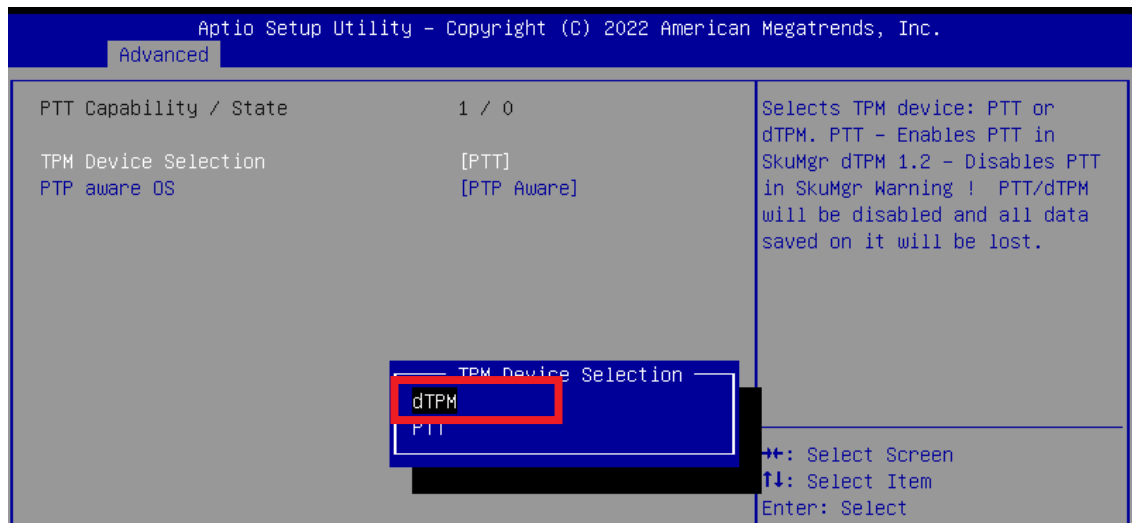 Aptio Setup Utility – Copyright (C) 2022 American Megatrends, Inc.
Advanced
PTT Capability / State 1 / 0
TPM Device Selection [PTT]
PTP aware OS [PTP Aware]
Selects TPM device: PTT or
dTPM. PTT – Enables PTT in
SkuMgr dTPM 1.2 – Disables PTT
in SkuMgr Warning ! PTT/dTPM
will be disabled and all data
saved on it will be lost.
TPM Device Selection
dTPM
PTT
→←: Select Screen
↑↓: Select Item
Enter: Select